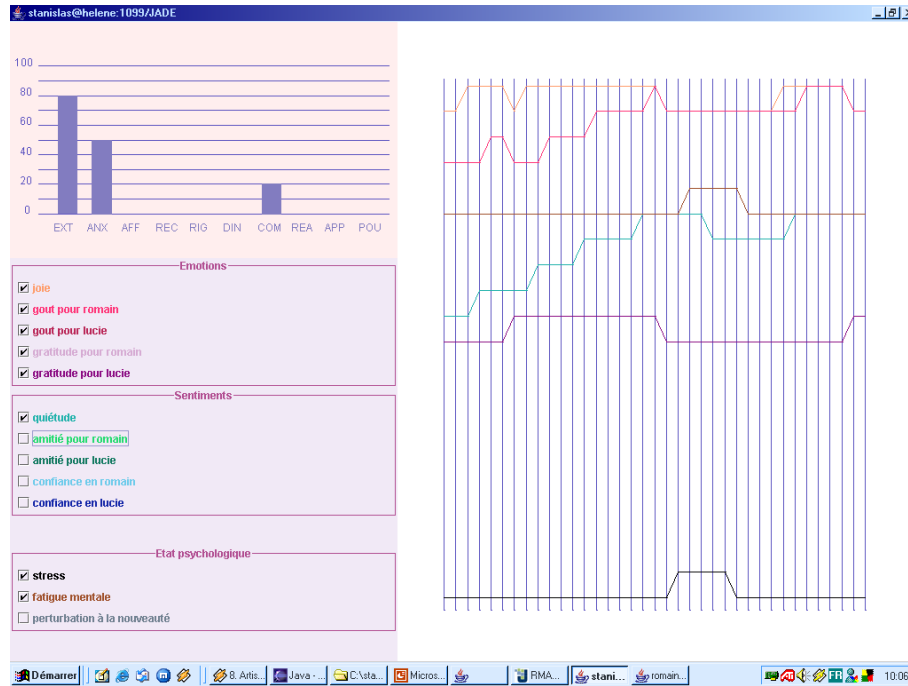 stanislas@helene:1099/JADE
100
80
60
40
20
0
EXT ANX AFF REC RIG DIN COM REA APP POU
Emotions
joie
gout pour romain
gout pour lucie
gratitude pour romain
gratitude pour lucie
Sentiments
quiétude
amitié pour romain
amitié pour lucie
confiance en romain
confiance en lucie
Etat psychologique
stress
fatigue mentale
perturbation à la nouveauté
Démarrer 8. Artis... Java - ... C:\sta... Micros... RMA... stani... romain... FR 10:06